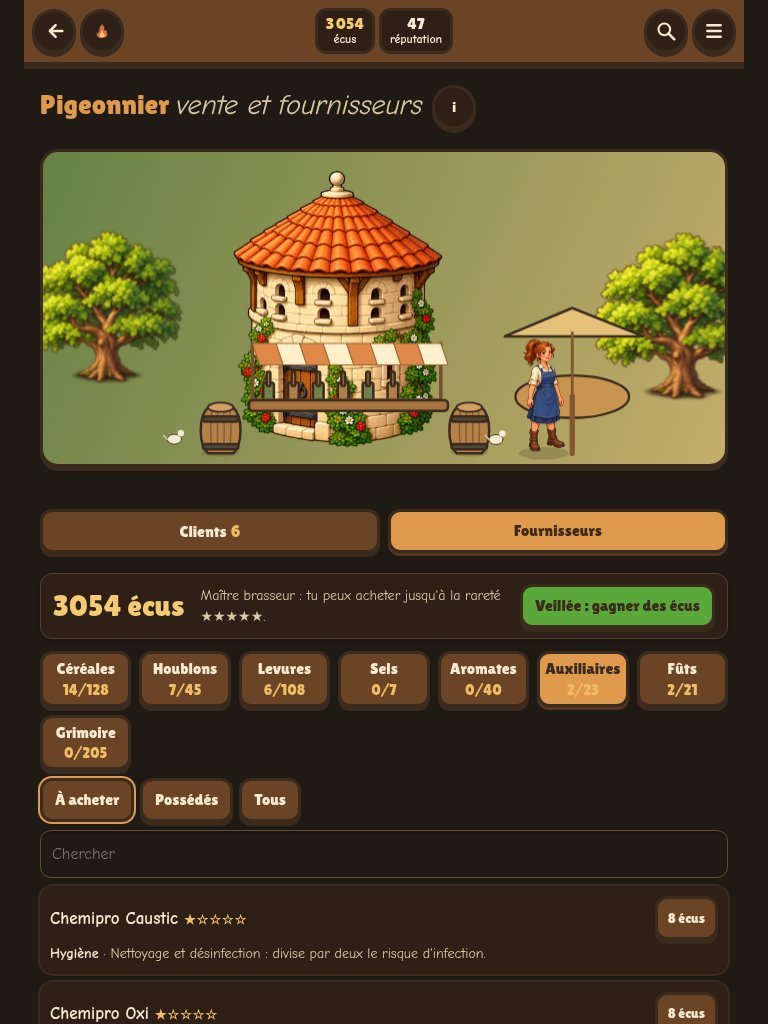 3 054
écus
47
réputation
Pigeonnier vente et fournisseurs
i
Clients 6
Fournisseurs
3054 écus
Maître brasseur : tu peux acheter jusqu'à la rareté
★★★★★.
Veillée : gagner des écus
Céréales
14/128
Houblons
7/45
Levures
6/108
Sels
0/7
Aromates
0/40
Auxiliaires
2/23
Fûts
2/21
Grimoire
0/205
À acheter
Possédés
Tous
Chercher
Chemipro Caustic ★☆☆☆☆
8 écus
Hygiène · Nettoyage et désinfection : divise par deux le risque d'infection.
Chemipro Oxi ★☆☆☆☆
8 écus